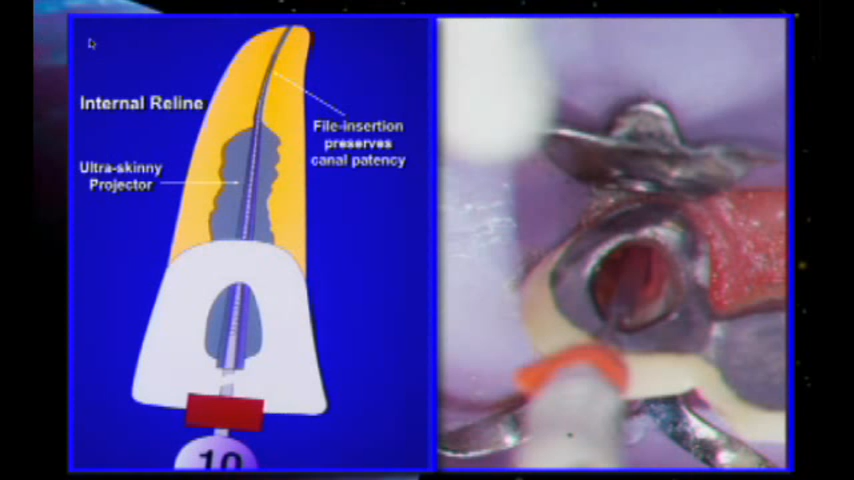 Internal Reline
File-insertion
preserves
canal patency
Ultra-skinny
Projector
10